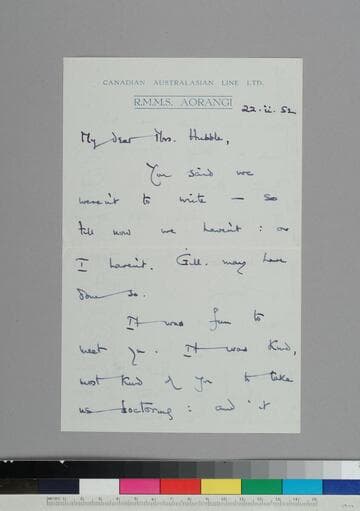 CANADIAN AUSTRALASIAN LINE LTD.
R.M.M.S. AORANGI
22.ii.52
My dear Mrs. Hubble,
You said we
weren't to write — so
till now we haven't : or
I haven't. Gill. may have
done so.
It was fun to
meet you. It was kind,
most kind of you to take
us doctoring : and it